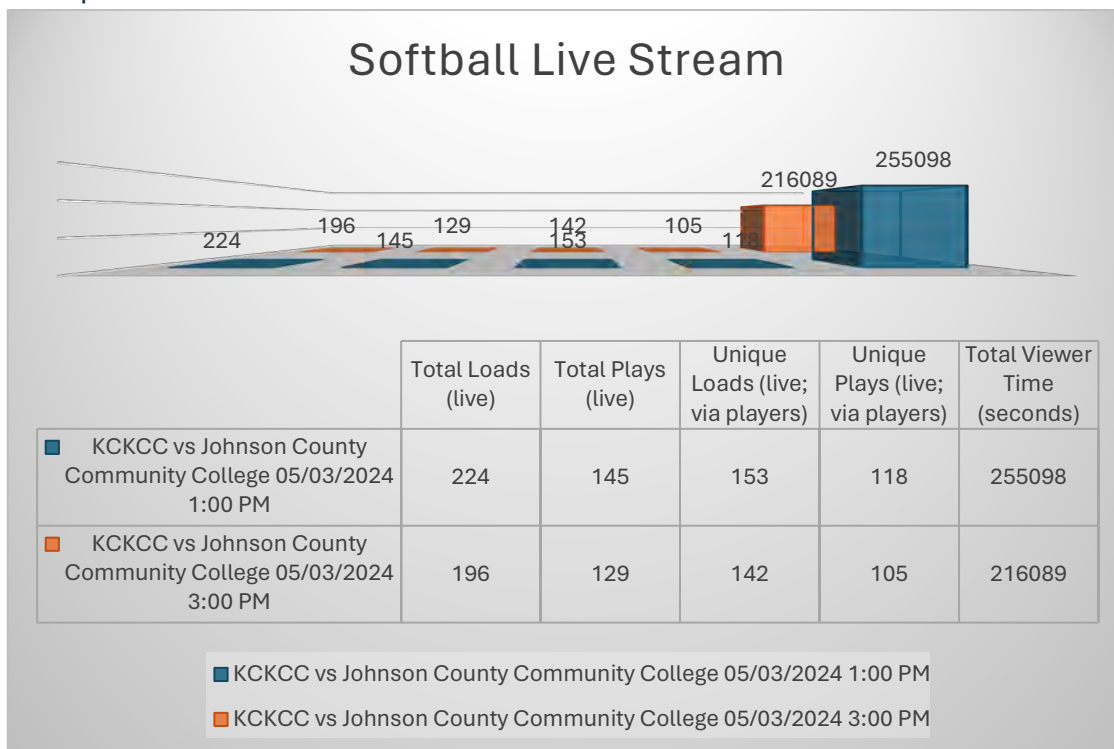 Softball Live Stream
255098
216089
196
129
142
105
224
145
153
118
Total Loads
(live)
Total Plays
(live)
Unique
Loads (live;
via players)
Unique
Plays (live;
via players)
Total Viewer
Time
(seconds)
KCKCC vs Johnson County
Community College 05/03/2024
1:00 PM
224
145
153
118
255098
KCKCC vs Johnson County
Community College 05/03/2024
3:00 PM
196
129
142
105
216089
KCKCC vs Johnson County Community College 05/03/2024 1:00 PM
KCKCC vs Johnson County Community College 05/03/2024 3:00 PM